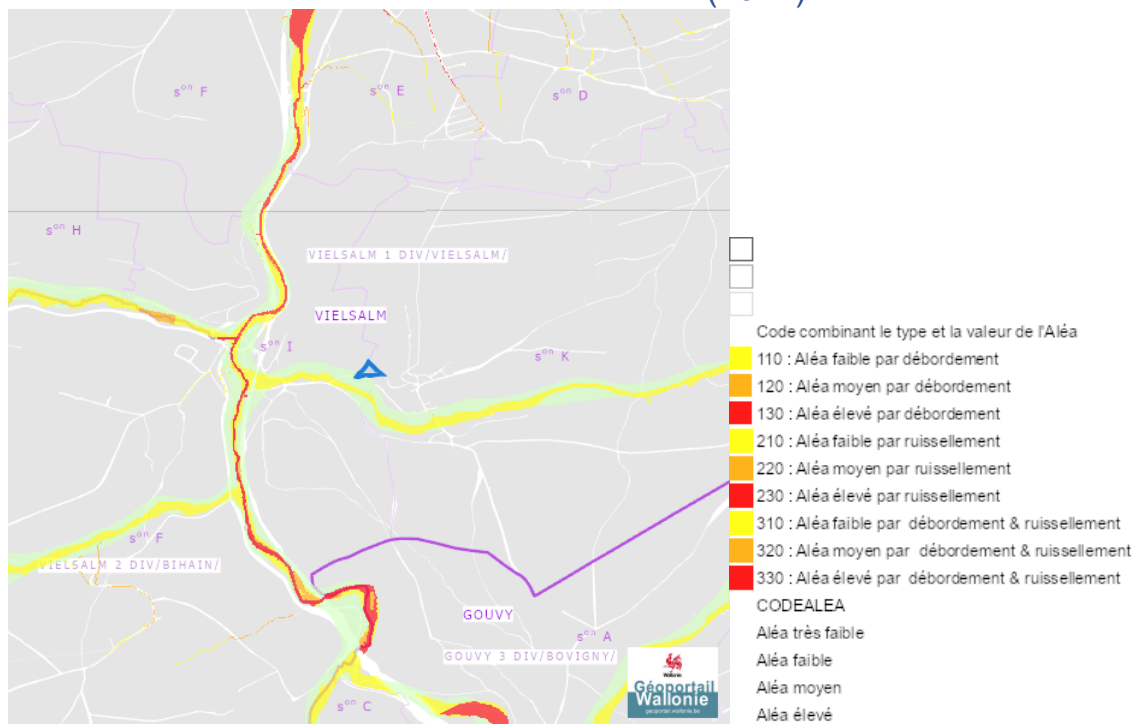 sᵒⁿ F
sᵒⁿ E
sᵒⁿ D
sᵒⁿ H
VIELSALM 1 DIV/VIELSALM/
VIELSALM
sᵒⁿ I
sᵒⁿ K
sᵒⁿ F
VIELSALM 2 DIV/BIHAIN/
GOUVY
sᵒⁿ A
GOUVY 3 DIV/BOVIGNY/
sᵒⁿ C
Wallonie
Géoportail
Wallonie
geoportail.wallonie.be
Code combinant le type et la valeur de l'Aléa
110 : Aléa faible par débordement
120 : Aléa moyen par débordement
130 : Aléa élevé par débordement
210 : Aléa faible par ruissellement
220 : Aléa moyen par ruissellement
230 : Aléa élevé par ruissellement
310 : Aléa faible par débordement & ruissellement
320 : Aléa moyen par débordement & ruissellement
330 : Aléa élevé par débordement & ruissellement
CODEALEA
Aléa très faible
Aléa faible
Aléa moyen
Aléa élevé